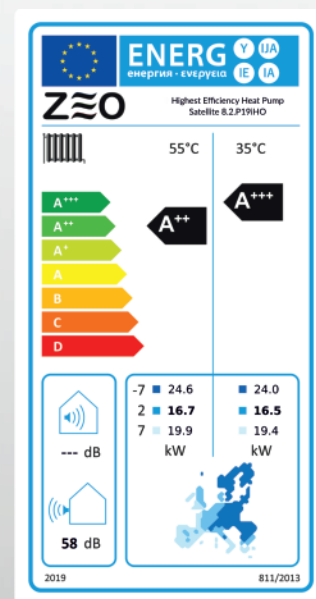 ENERG Y IJA
енергия · ενεργεια IE IA
ZEO Highest Efficiency Heat Pump
Satellite 8.2.P19iHO
55°C 35°C
A+++ A+++
A++ A++
A+
A
B
C
D
-7 24.6 24.0
2 16.7 16.5
7 19.9 19.4
--- dB kW kW
58 dB
2019 811/2013